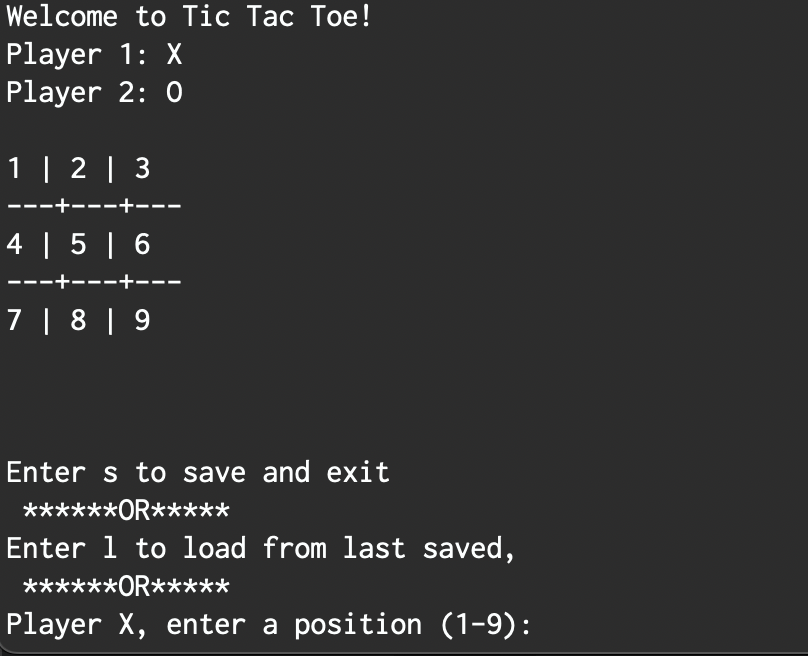 Welcome to Tic Tac Toe!
Player 1: X
Player 2: O
1 | 2 | 3
---+---+---
4 | 5 | 6
---+---+---
7 | 8 | 9
Enter s to save and exit
******OR*****
Enter l to load from last saved,
******OR*****
Player X, enter a position (1-9):